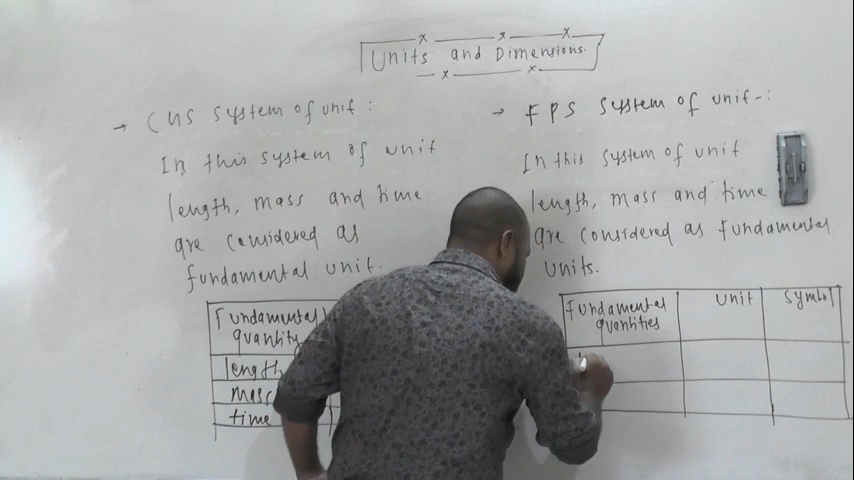 Units and Dimensions.
→ CGS System of unit :
In this system of unit
length, mass and time
are considered as
fundamental unit.
Fundamental
quantity
length
mass
time
→ FPS System of unit-:
In this system of unit
length, mass and time
are considered as fundamental
units.
Fundamental
quantities
unit
Symbol